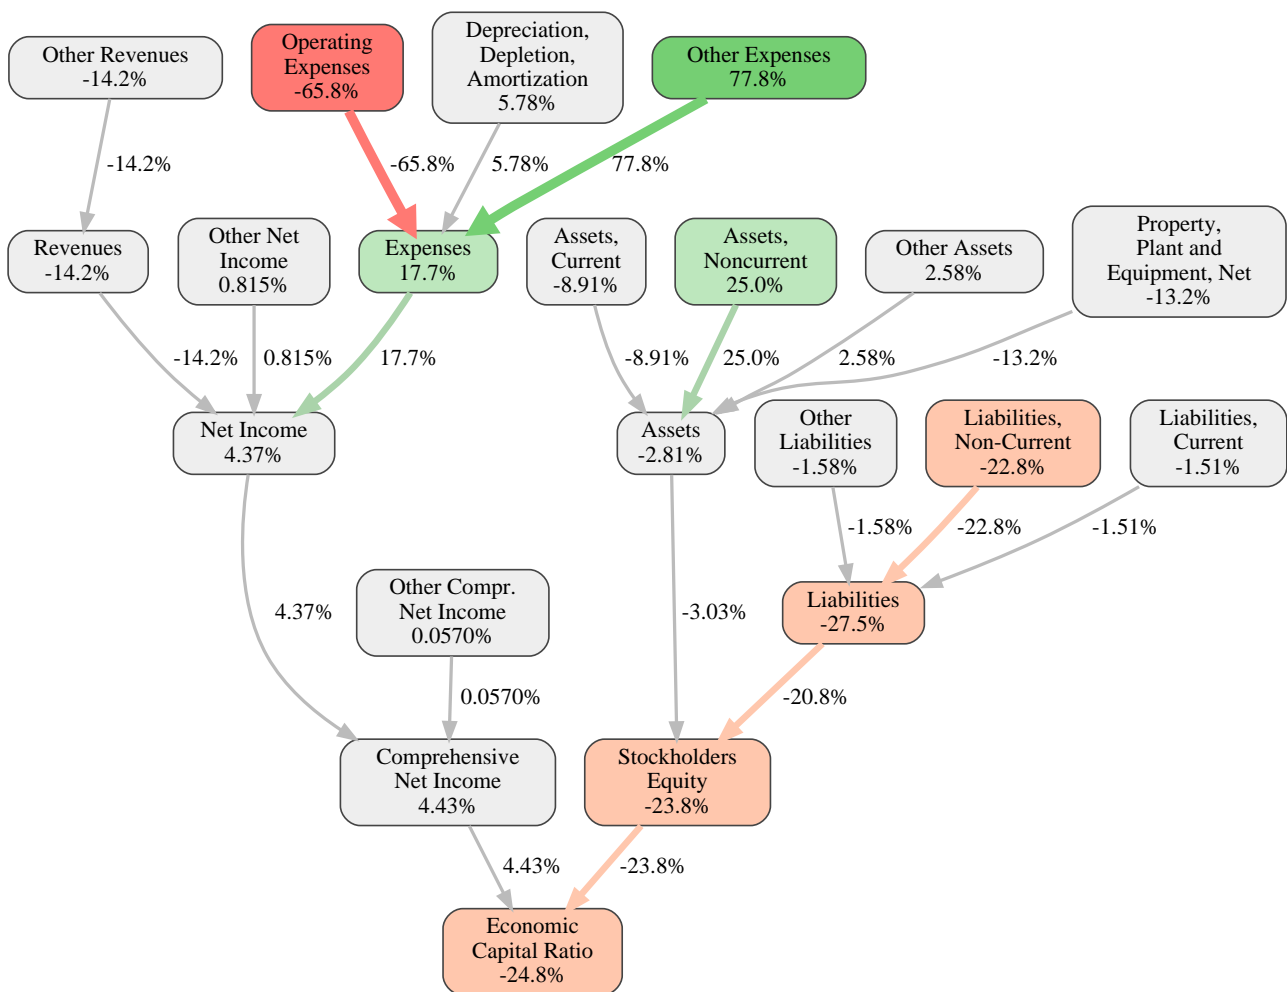 Other Revenues
-14.2%
Operating
Expenses
-65.8%
Depreciation,
Depletion,
Amortization
5.78%
Other Expenses
77.8%
-14.2%
-65.8%
5.78%
77.8%
Revenues
-14.2%
Other Net
Income
0.815%
Expenses
17.7%
Assets,
Current
-8.91%
Assets,
Noncurrent
25.0%
Other Assets
2.58%
Property,
Plant and
Equipment, Net
-13.2%
-14.2%
0.815%
17.7%
-8.91%
25.0%
2.58%
-13.2%
Net Income
4.37%
Assets
-2.81%
Other
Liabilities
-1.58%
Liabilities,
Non-Current
-22.8%
Liabilities,
Current
-1.51%
-1.58%
-22.8%
-1.51%
4.37%
Other Compr.
Net Income
0.0570%
-3.03%
Liabilities
-27.5%
0.0570%
-20.8%
Comprehensive
Net Income
4.43%
Stockholders
Equity
-23.8%
4.43%
-23.8%
Economic
Capital Ratio
-24.8%